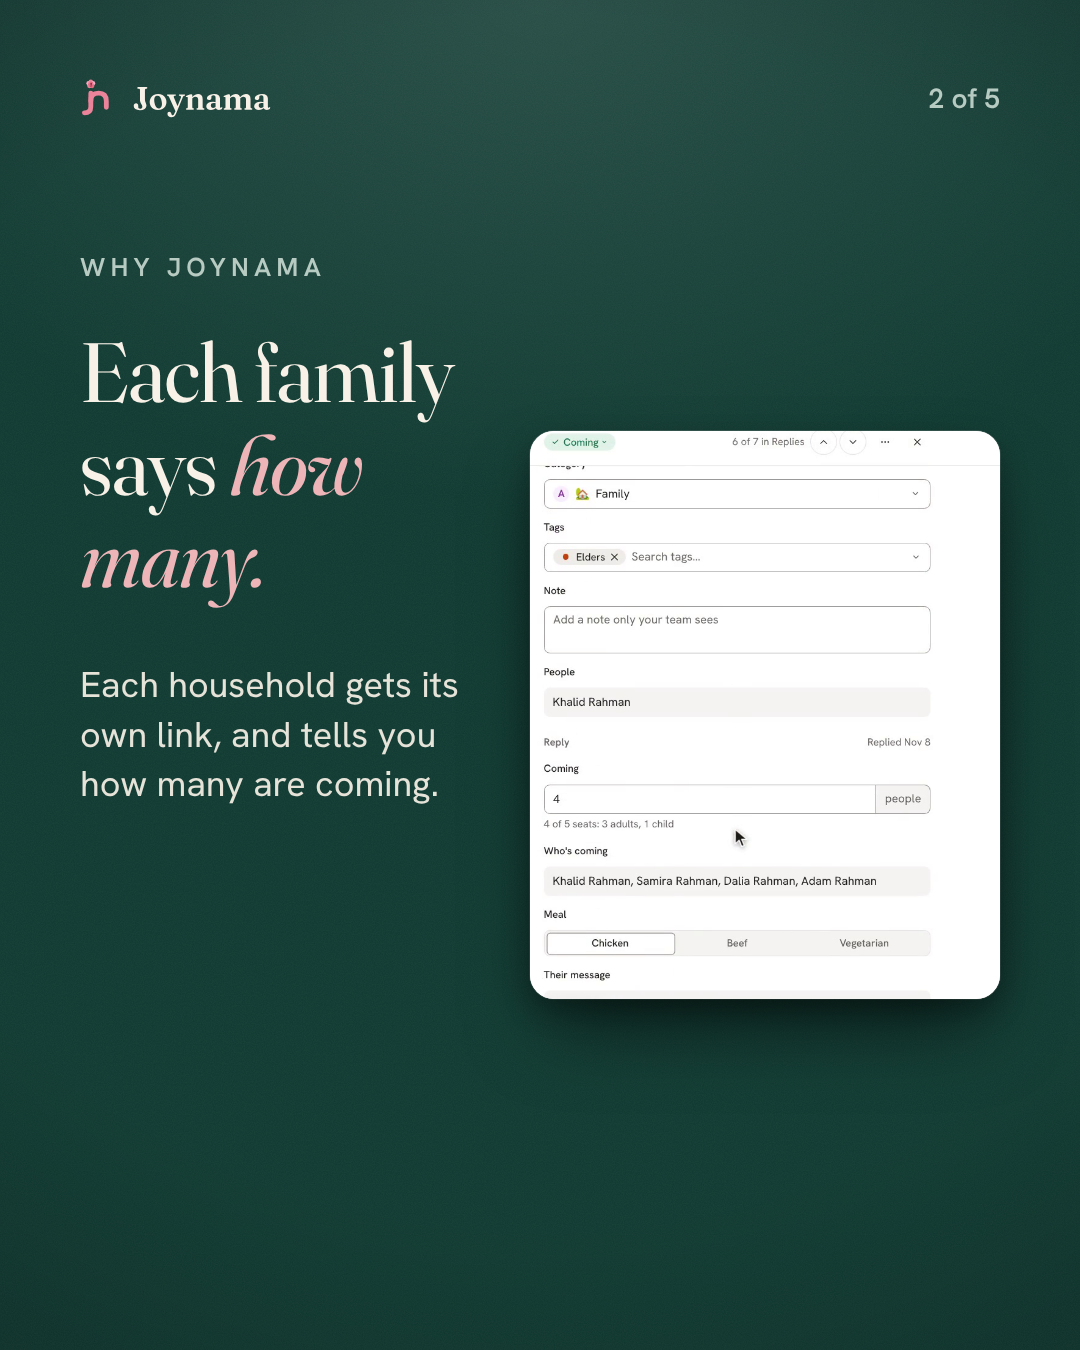 Joynama
2 of 5
WHY JOYNAMA
Each family
says how
many.
Each household gets its
own link, and tells you
how many are coming.
Coming
6 of 7 in Replies
A Family
Tags
Elders Search tags...
Note
Add a note only your team sees
People
Khalid Rahman
Reply Replied Nov 8
Coming
4 people
4 of 5 seats: 3 adults, 1 child
Who's coming
Khalid Rahman, Samira Rahman, Dalia Rahman, Adam Rahman
Meal
Chicken Beef Vegetarian
Their message